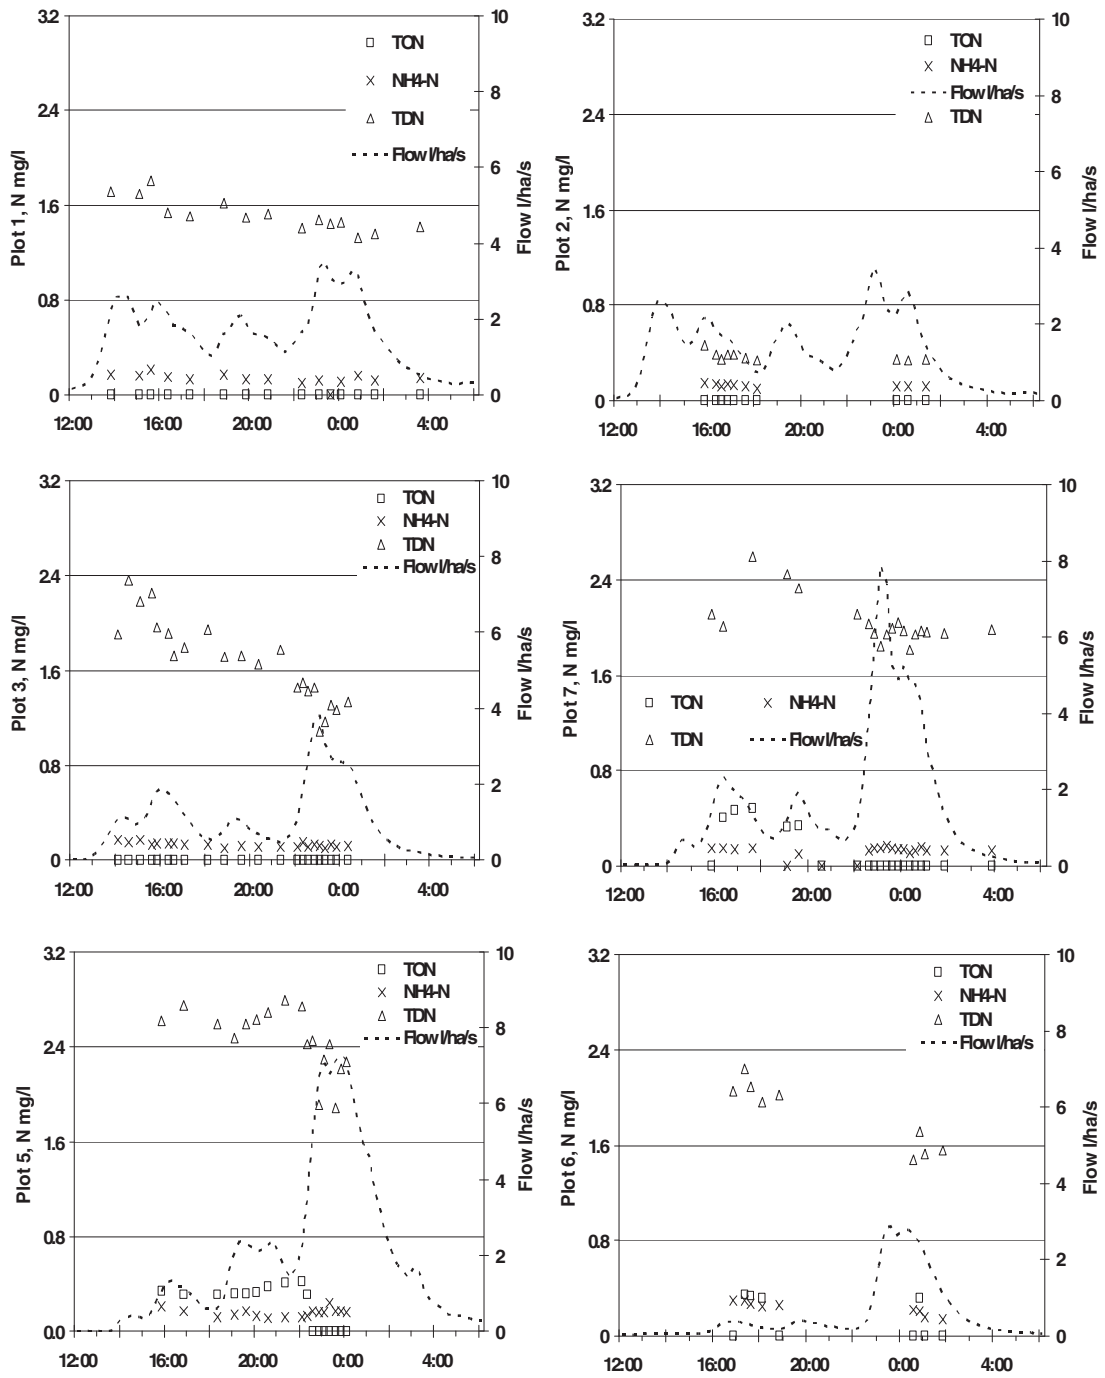 3.2 10
TON
NH4-N
TDN
Flow l/ha/s
2.4 8
1.6 6
0.8 4
0 2
0
Plot 1, N mg/l
Flow l/ha/s
12:00 16:00 20:00 0:00 4:00
3.2 10
TON
NH4-N
Flow l/ha/s
TDN
2.4 8
1.6 6
0.8 4
0 2
0
Plot 2, N mg/l
Flow l/ha/s
12:00 16:00 20:00 0:00 4:00
3.2 10
TON
NH4-N
TDN
Flow l/ha/s
2.4 8
1.6 6
0.8 4
0 2
0
Plot 3, N mg/l
Flow l/ha/s
12:00 16:00 20:00 0:00 4:00
3.2 10
2.4 8
1.6 6
TON NH4-N
TDN Flow l/ha/s
0.8 4
0 2
0
Plot 7, N mg/l
Flow l/ha/s
12:00 16:00 20:00 0:00 4:00
3.2 10
TON
NH4-N
TDN
Flow l/ha/s
2.4 8
1.6 6
0.8 4
0.0 2
0
Plot 5, N mg/l
Flow l/ha/s
12:00 16:00 20:00 0:00 4:00
3.2 10
TON
NH4-N
TDN
Flow l/ha/s
2.4 8
1.6 6
0.8 4
0 2
0
Plot 6, N mg/l
Flow l/ha/s
12:00 16:00 20:00 0:00 4:00